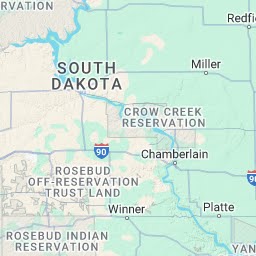 RESERVATION
Redfie
Miller
SOUTH
DAKOTA
CROW CREEK
RESERVATION
90
Chamberlain
90
ROSEBUD
OFF-RESERVATION
TRUST LAND
Winner
Platte
ROSEBUD INDIAN
RESERVATION
YAN